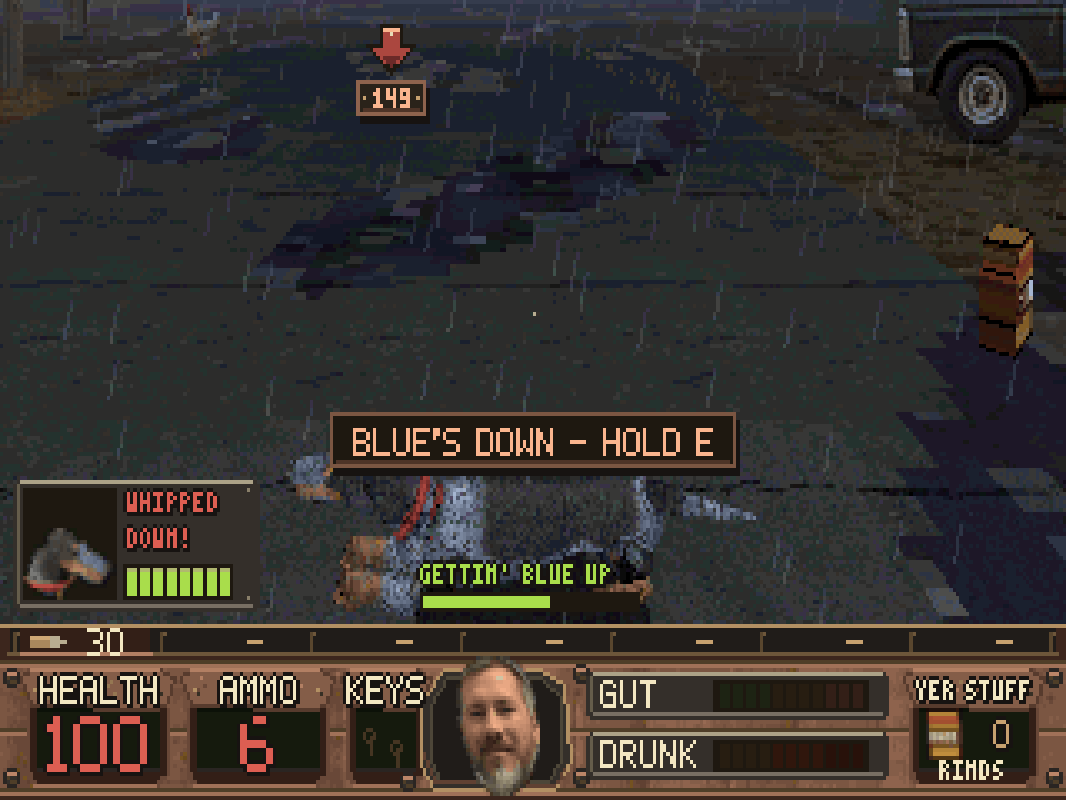 ·149·
BLUE'S DOWN - HOLD E
WHIPPED
DOWN!
GETTIN' BLUE UP
30
HEALTH
100
AMMO
6
KEYS
GUT
DRUNK
YER STUFF
0
RINDS